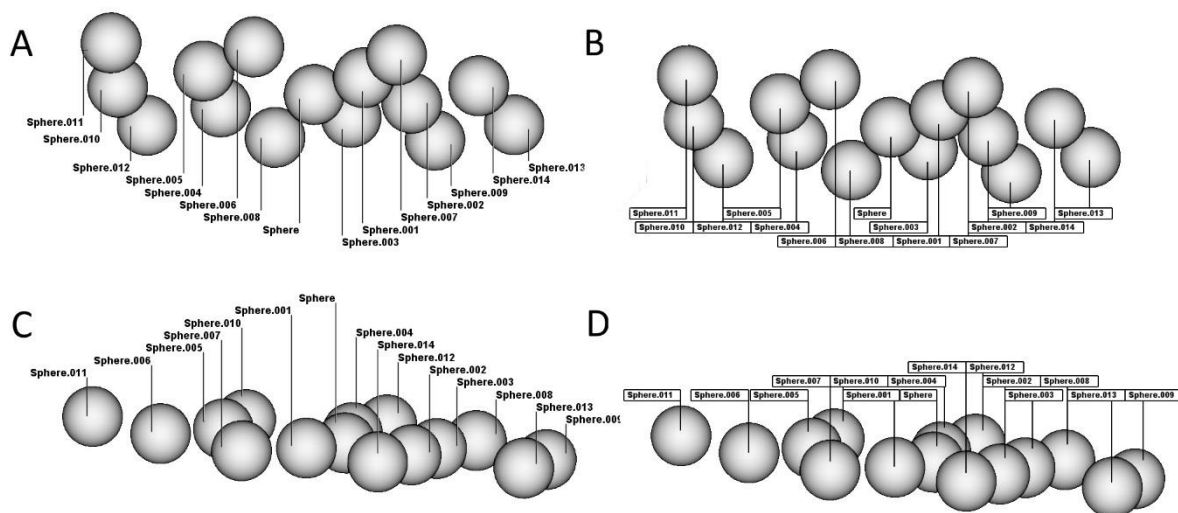 A
Sphere.011
Sphere.010
Sphere.012
Sphere.005
Sphere.004
Sphere.006
Sphere.008
Sphere
Sphere.003
Sphere.001
Sphere.007
Sphere.002
Sphere.009
Sphere.014
Sphere.013
B
Sphere.011 Sphere.005 Sphere Sphere.009 Sphere.013
Sphere.010 Sphere.012 Sphere.004 Sphere.003 Sphere.002 Sphere.014
Sphere.006 Sphere.008 Sphere.001 Sphere.007
C
Sphere
Sphere.001
Sphere.010
Sphere.007
Sphere.005
Sphere.006
Sphere.011
Sphere.004
Sphere.014
Sphere.012
Sphere.002
Sphere.003
Sphere.008
Sphere.013
Sphere.009
D
Sphere.014 Sphere.012
Sphere.007 Sphere.010 Sphere.004 Sphere.002 Sphere.008
Sphere.011 Sphere.006 Sphere.005 Sphere.001 Sphere Sphere.003 Sphere.013 Sphere.009